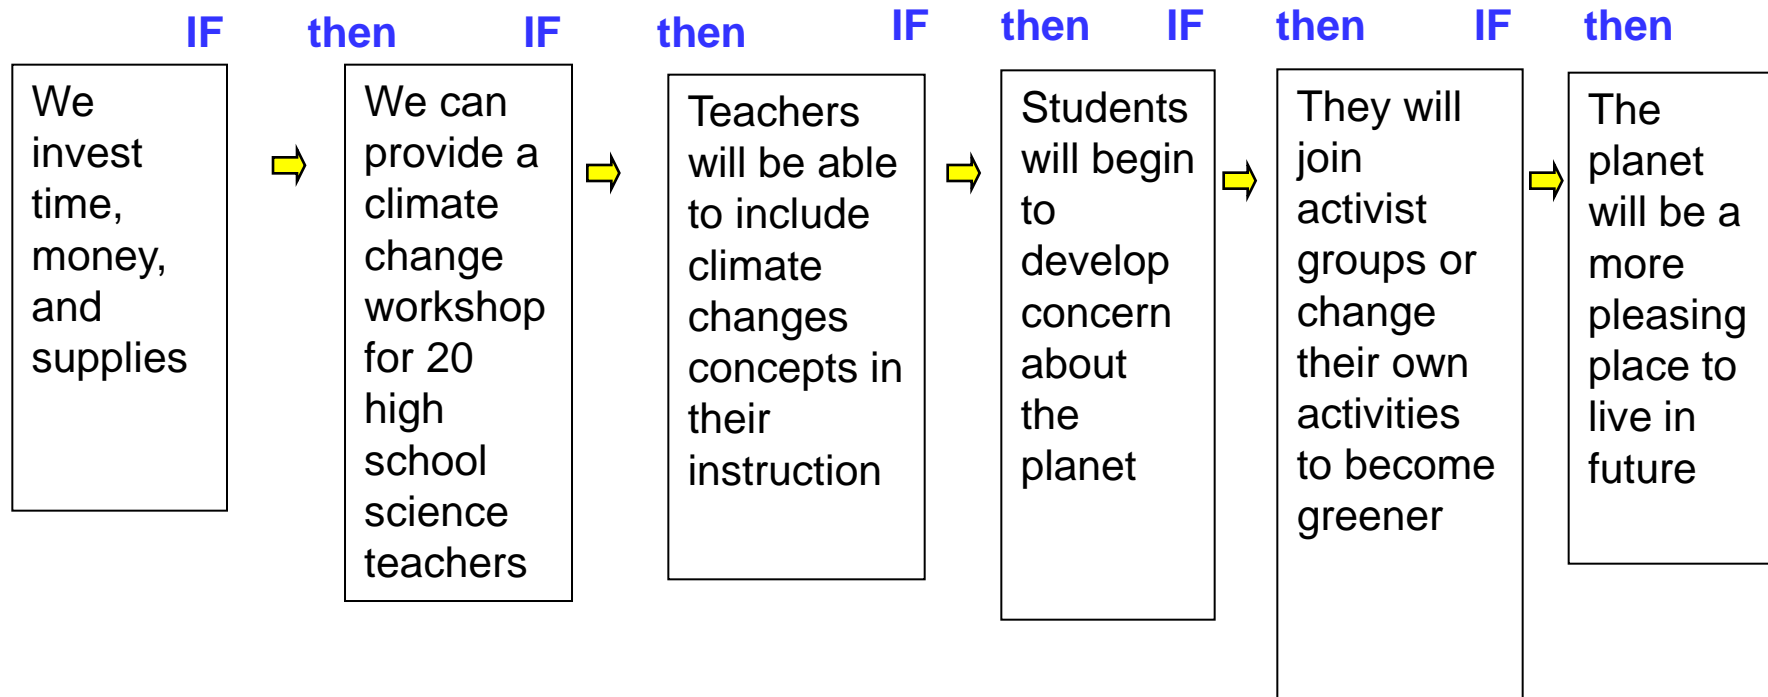 IF then IF then IF then IF then IF then
We
invest
time,
money,
and
supplies
We can
provide a
climate
change
workshop
for 20
high
school
science
teachers
Teachers
will be able
to include
climate
changes
concepts in
their
instruction
Students
will begin
to
develop
concern
about
the
planet
They will
join
activist
groups or
change
their own
activities
to become
greener
The
planet
will be a
more
pleasing
place to
live in
future